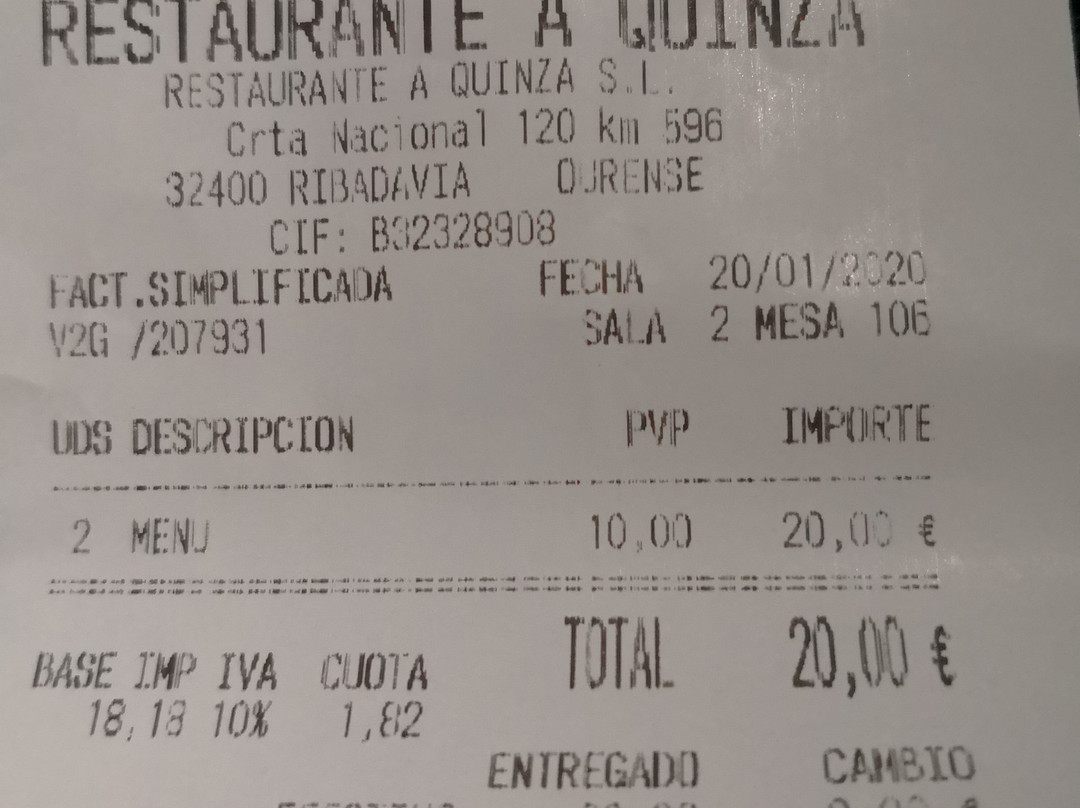 RESTAURANTE A QUINZA
RESTAURANTE A QUINZA S.L.
Crta Nacional 120 km 596
32400 RIBADAVIA OURENSE
CIF: B32328908
FACT.SIMPLIFICADA FECHA 20/01/2020
V2G /207931 SALA 2 MESA 106
UDS DESCRIPCION PVP IMPORTE
2 MENU 10,00 20,00 €
TOTAL 20,00 €
BASE IMP IVA CUOTA
18,18 10% 1,82
ENTREGADO CAMBIO